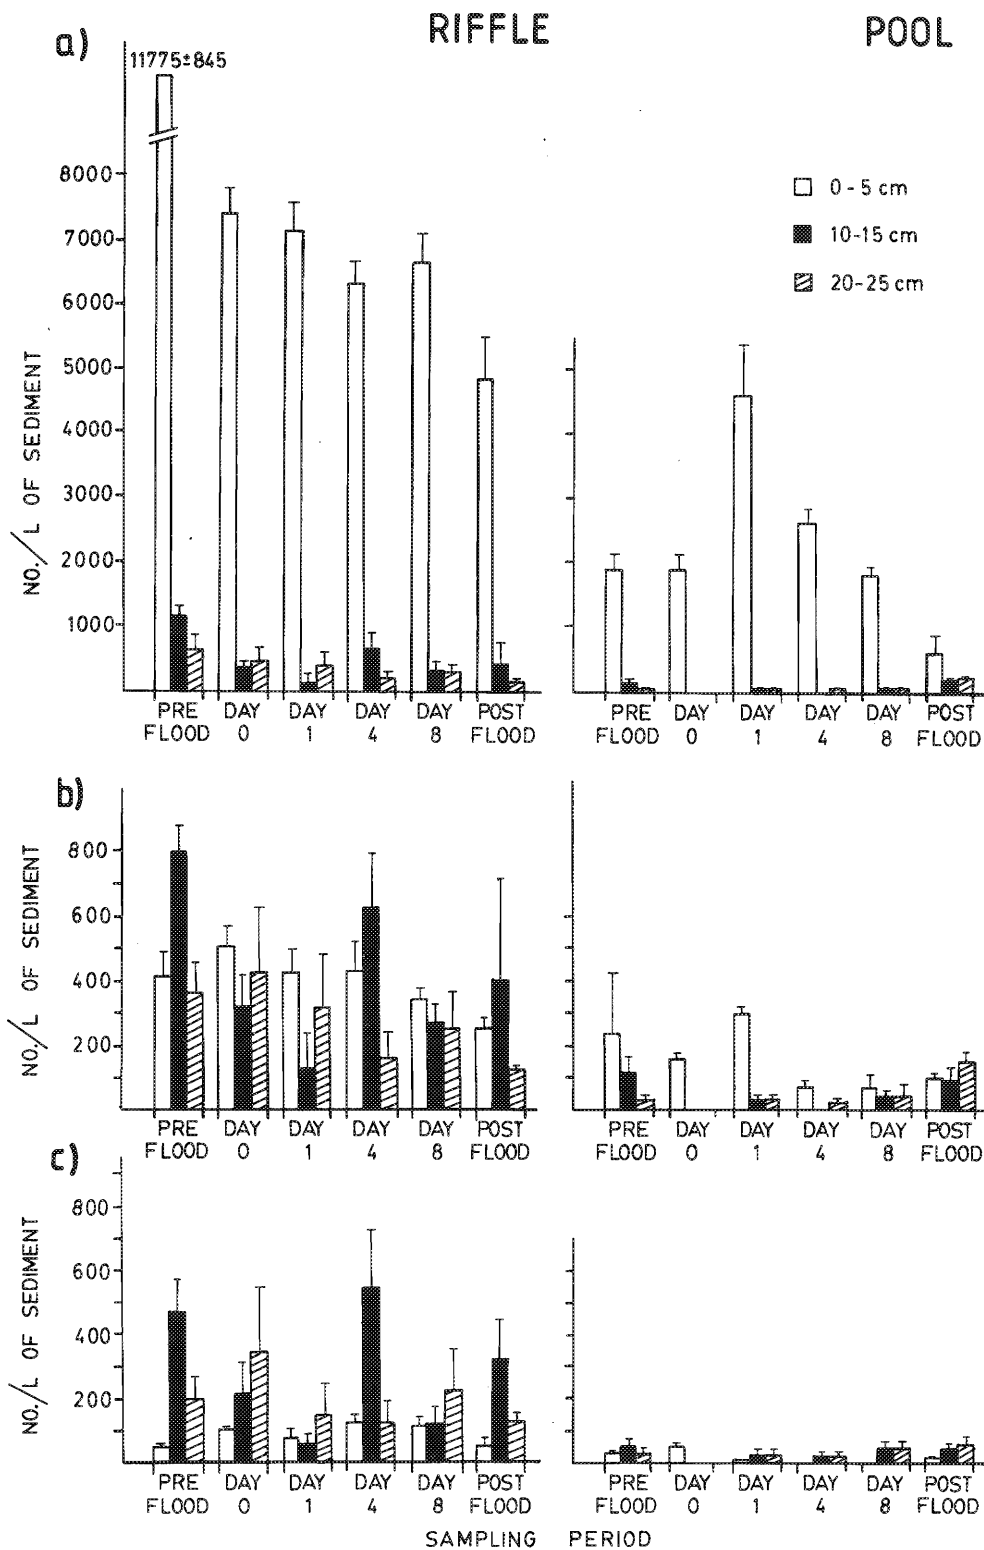 RIFFLE POOL
a)
11775±845
8000
7000
6000
5000
4000
3000
2000
1000
NO./L OF SEDIMENT
0-5 cm
10-15 cm
20-25 cm
PRE DAY DAY DAY DAY POST PRE DAY DAY DAY DAY POST
FLOOD 0 1 4 8 FLOOD FLOOD 0 1 4 8 FLOOD
b)
800
600
400
200
NO./L OF SEDIMENT
PRE DAY DAY DAY DAY POST PRE DAY DAY DAY DAY POST
FLOOD 0 1 4 8 FLOOD FLOOD 0 1 4 8 FLOOD
c)
800
600
400
200
NO./L OF SEDIMENT
PRE DAY DAY DAY DAY POST PRE DAY DAY DAY DAY POST
FLOOD 0 1 4 8 FLOOD FLOOD 0 1 4 8 FLOOD
SAMPLING PERIOD